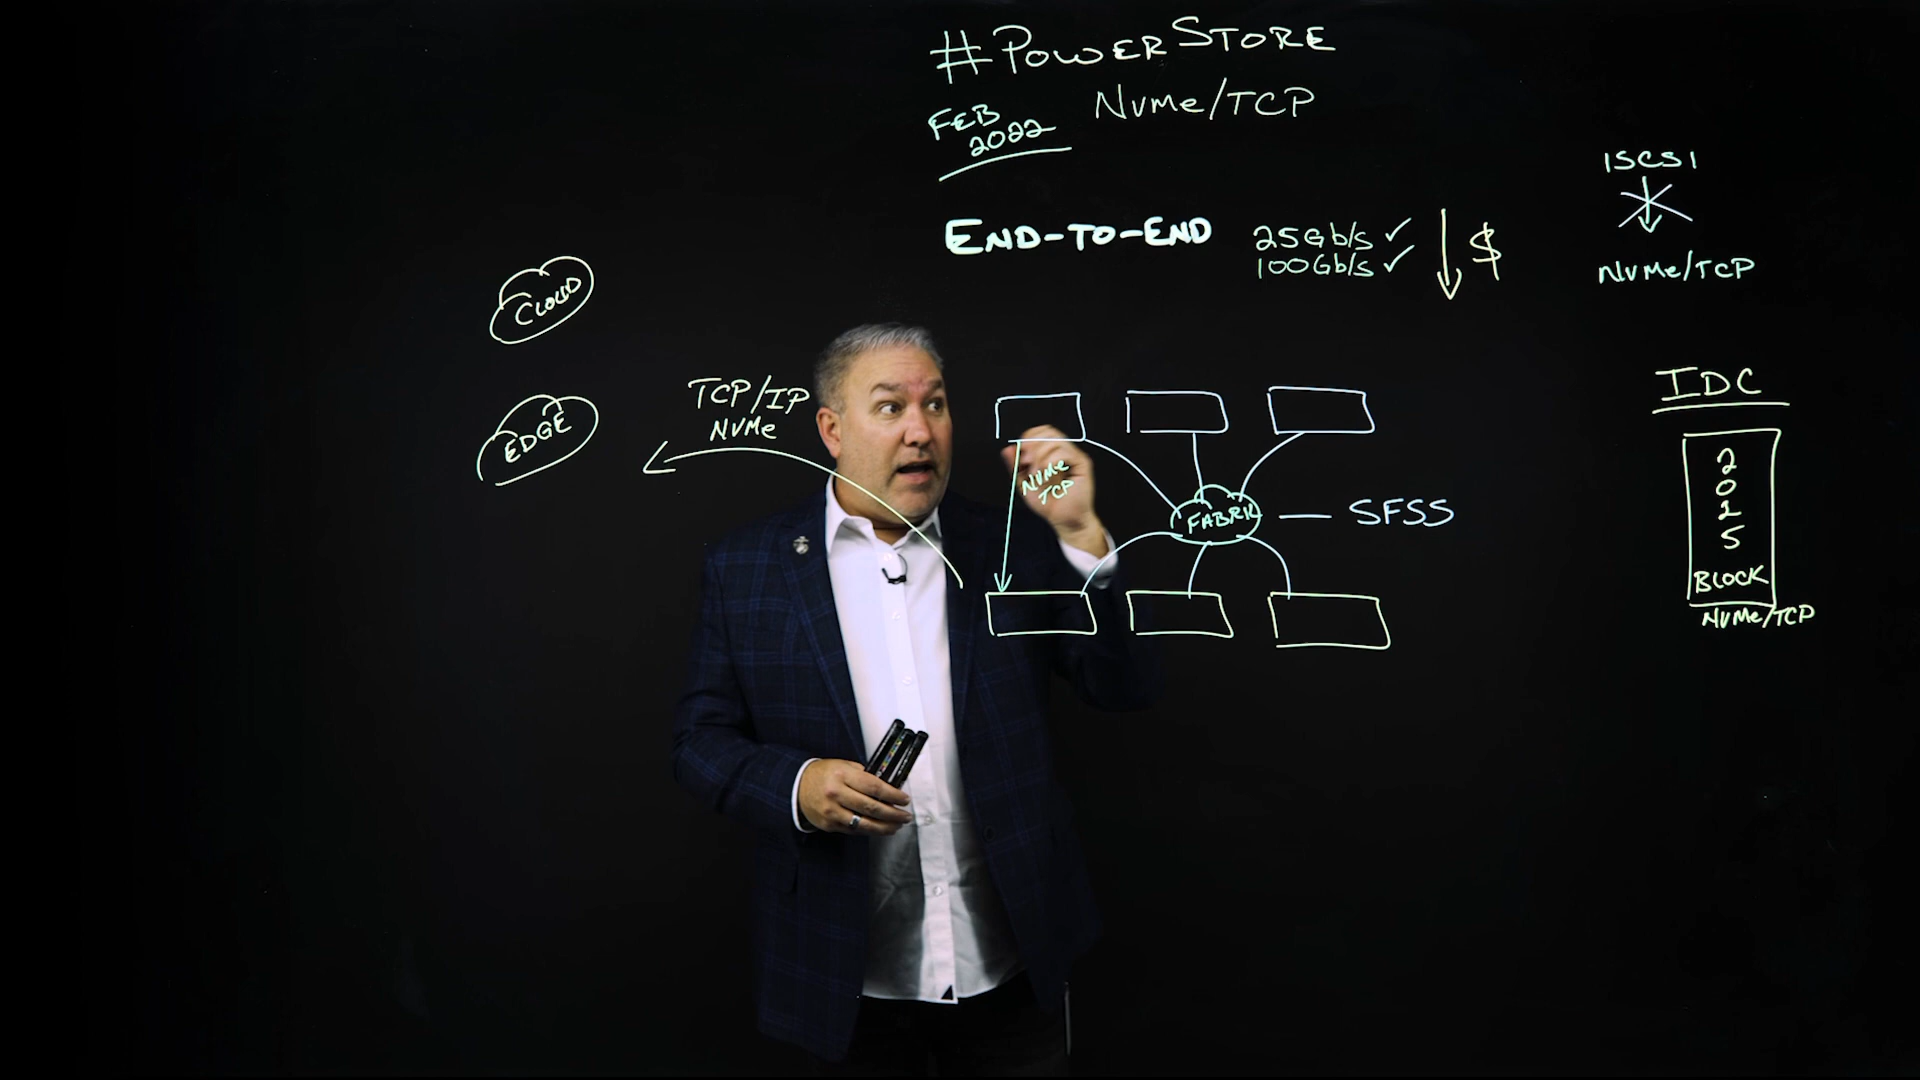 #POWERSTORE
FEB
2022
NVMe/TCP
ISCSI
NVMe/TCP
END-TO-END
25Gb/s ✓
100Gb/s ✓
$
CLOUD
EDGE
TCP/IP
NVMe
NVMe
TCP
FABRIC
SFSS
IDC
2
0
2
5
BLOCK
NVMe/TCP